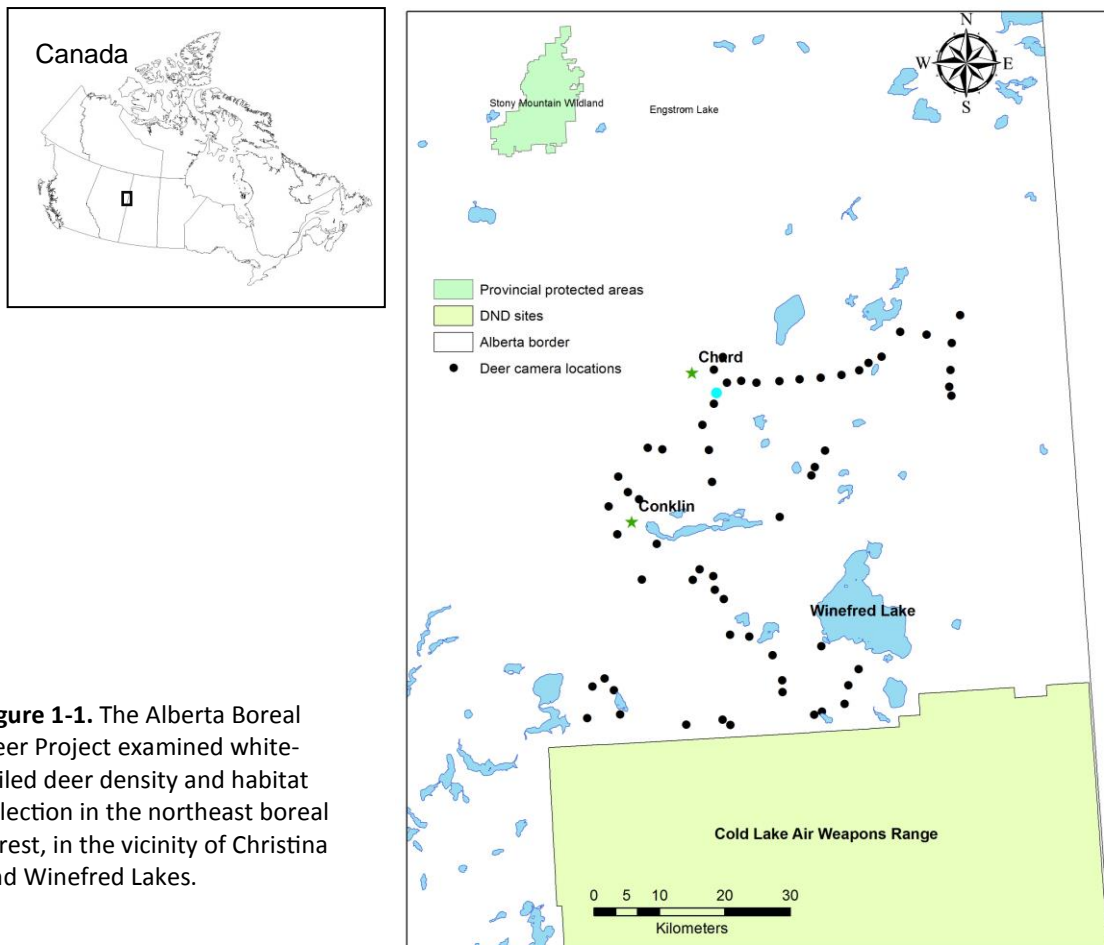 Canada
N
W
E
S
Stony Mountain Wildland
Engstrom Lake
Provincial protected areas
DND sites
Alberta border
Deer camera locations
Chard
Conklin
Winefred Lake
Cold Lake Air Weapons Range
0 5 10 20 30
Kilometers
gure 1-1. The Alberta Boreal
eer Project examined white-
iled deer density and habitat
lection in the northeast boreal
rest, in the vicinity of Christina
d Winefred Lakes.